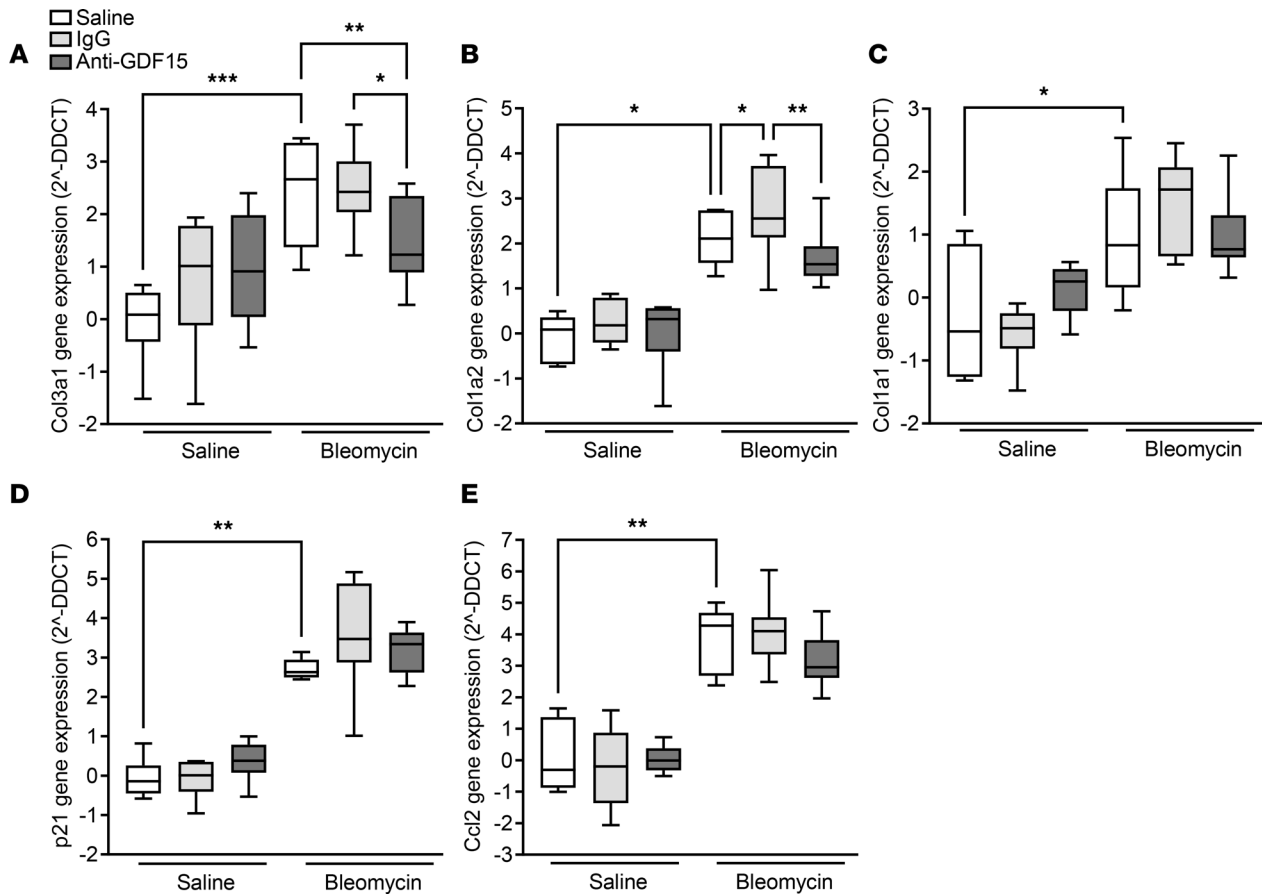 Saline
IgG
Anti-GDF15
A
***
**
*
Col3a1 gene expression (2^-DDCT)
4
3
2
1
0
-1
-2
Saline
Bleomycin
B
*
*
**
Col1a2 gene expression (2^-DDCT)
5
4
3
2
1
0
-1
-2
Saline
Bleomycin
C
*
Col1a1 gene expression (2^-DDCT)
3
2
1
0
-1
-2
Saline
Bleomycin
D
**
p21 gene expression (2^-DDCT)
6
5
4
3
2
1
0
-1
-2
Saline
Bleomycin
E
**
Ccl2 gene expression (2^-DDCT)
7
6
5
4
3
2
1
0
-1
-2
-3
Saline
Bleomycin